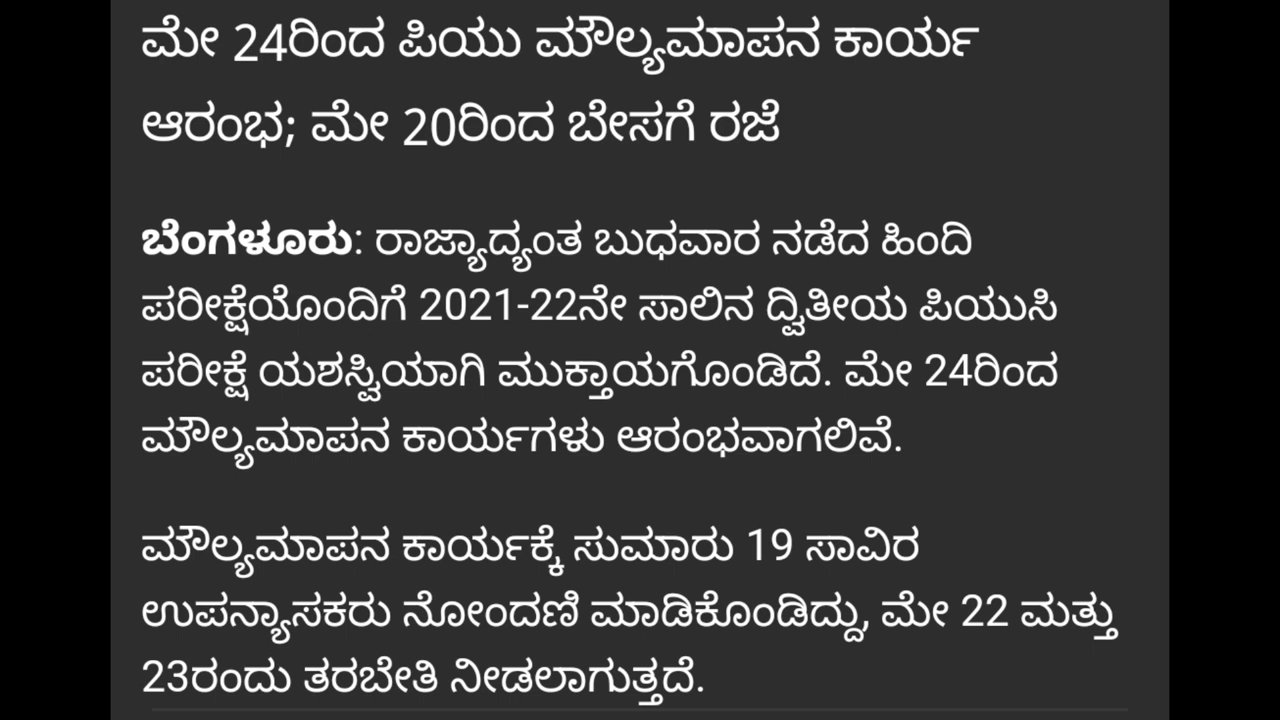 ಮೇ 24ರಿಂದ ಪಿಯು ಮೌಲ್ಯಮಾಪನ ಕಾರ್ಯ
ಆರಂಭ; ಮೇ 20ರಿಂದ ಬೇಸಗೆ ರಜೆ
ಬೆಂಗಳೂರು: ರಾಜ್ಯಾದ್ಯಂತ ಬುಧವಾರ ನಡೆದ ಹಿಂದಿ
ಪರೀಕ್ಷೆಯೊಂದಿಗೆ 2021-22ನೇ ಸಾಲಿನ ದ್ವಿತೀಯ ಪಿಯುಸಿ
ಪರೀಕ್ಷೆ ಯಶಸ್ವಿಯಾಗಿ ಮುಕ್ತಾಯಗೊಂಡಿದೆ. ಮೇ 24ರಿಂದ
ಮೌಲ್ಯಮಾಪನ ಕಾರ್ಯಗಳು ಆರಂಭವಾಗಲಿವೆ.
ಮೌಲ್ಯಮಾಪನ ಕಾರ್ಯಕ್ಕೆ ಸುಮಾರು 19 ಸಾವಿರ
ಉಪನ್ಯಾಸಕರು ನೋಂದಣಿ ಮಾಡಿಕೊಂಡಿದ್ದು, ಮೇ 22 ಮತ್ತು
23ರಂದು ತರಬೇತಿ ನೀಡಲಾಗುತ್ತದೆ.